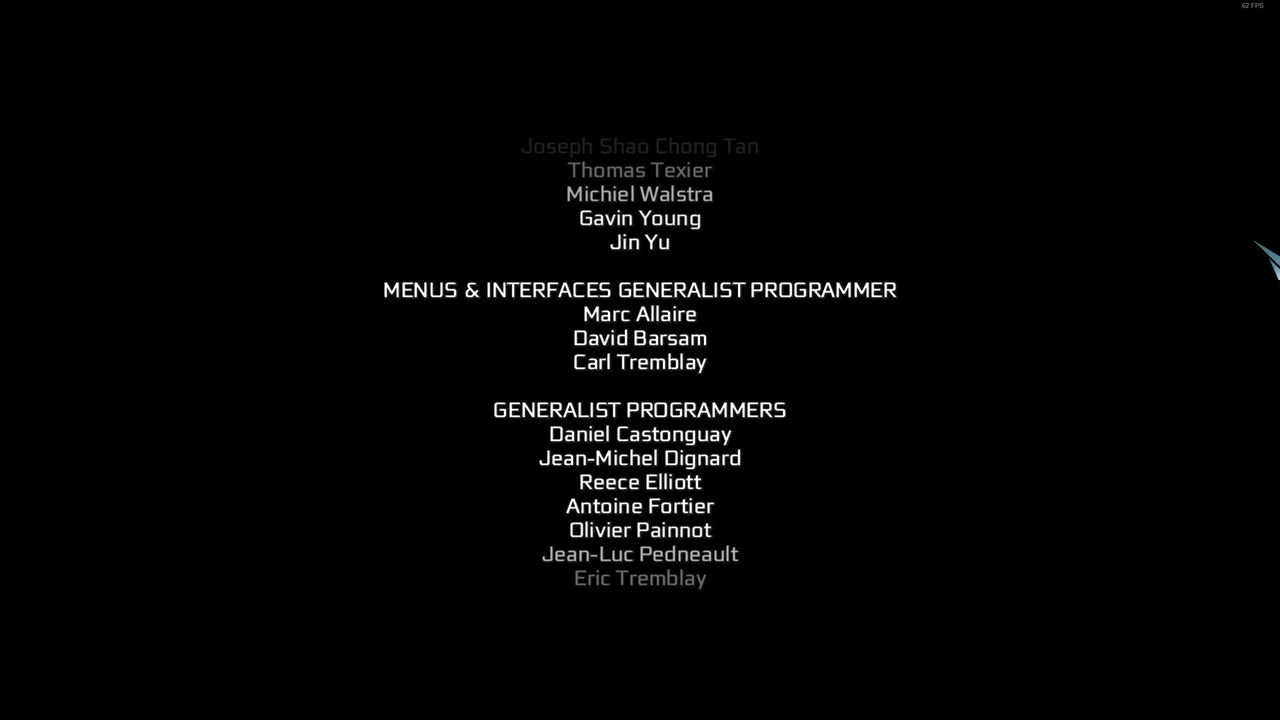 62 FPS
Joseph Shao Chong Tan
Thomas Texier
Michiel Walstra
Gavin Young
Jin Yu
MENUS & INTERFACES GENERALIST PROGRAMMER
Marc Allaire
David Barsam
Carl Tremblay
GENERALIST PROGRAMMERS
Daniel Castonguay
Jean-Michel Dignard
Reece Elliott
Antoine Fortier
Olivier Painnot
Jean-Luc Pedneault
Eric Tremblay